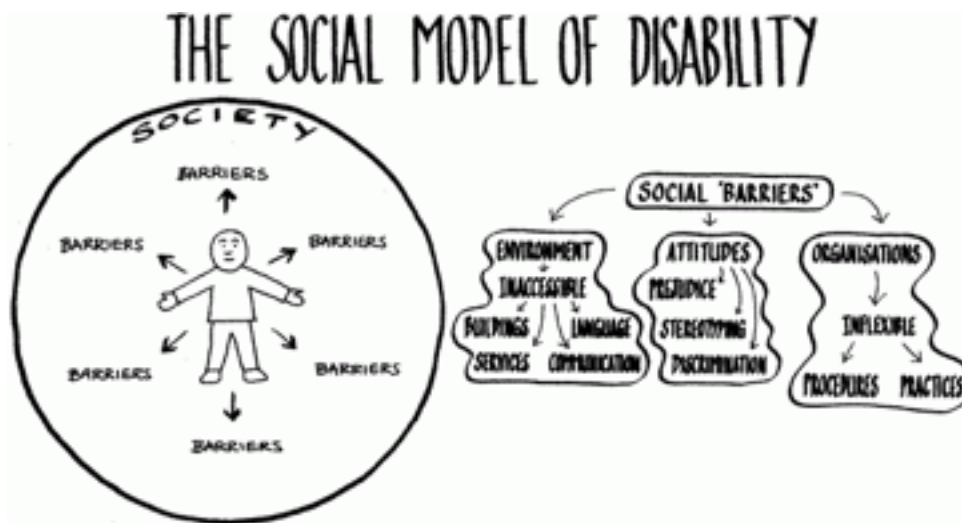 THE SOCIAL MODEL OF DISABILITY
SOCIETY
BARRIERS
BARRIERS
BARRIERS
BARRIERS
BARRIERS
BARRIERS
SOCIAL "BARRIERS"
ENVIRONMENT
INACCESSIBLE
BUILDINGS
LANGUAGE
SERVICES
COMMUNICATION
ATTITUDES
PREJUDICE
STEREOTYPING
DISCRIMINATION
ORGANISATIONS
INFLEXIBLE
PROCEDURES
PRACTICES